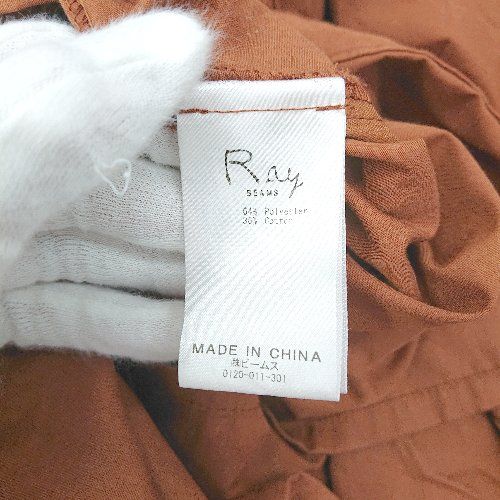 Ray
BEAMS
64% Polyester
36% Cotton
MADE IN CHINA
㈱ビームス
0120-011-301